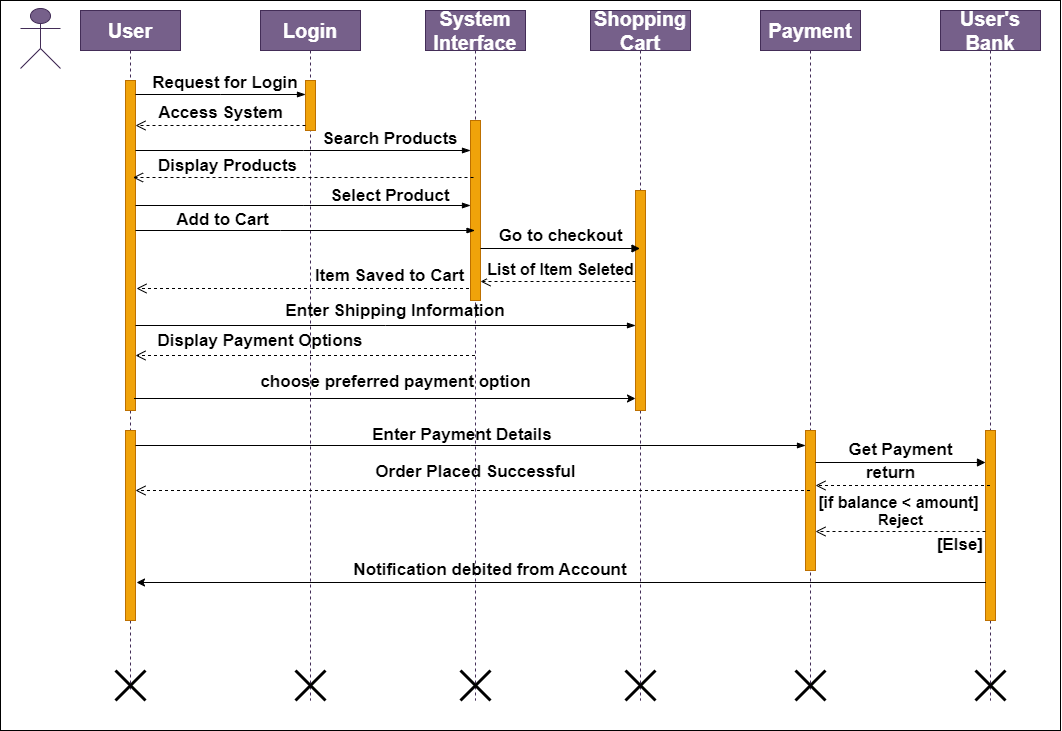 User
Login
System
Interface
Shopping
Cart
Payment
User's
Bank
Request for Login
Access System
Search Products
Display Products
Select Product
Add to Cart
Go to checkout
List of Item Seleted
Item Saved to Cart
Enter Shipping Information
Display Payment Options
choose preferred payment option
Enter Payment Details
Get Payment
return
Order Placed Successful
[if balance < amount]
Reject
[Else]
Notification debited from Account